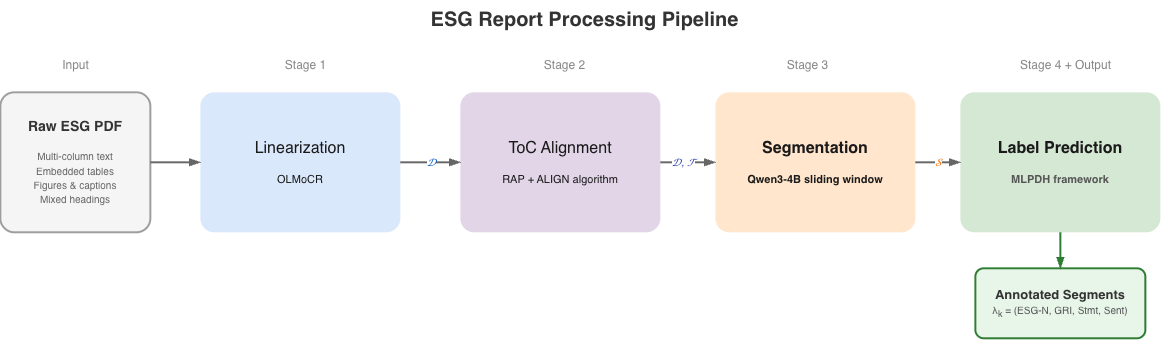 ESG Report Processing Pipeline
Input
Stage 1
Stage 2
Stage 3
Stage 4 + Output
Raw ESG PDF
Multi-column text
Embedded tables
Figures & captions
Mixed headings
Linearization
OLMoCR
𝒟
ToC Alignment
RAP + ALIGN algorithm
𝒟, 𝒯
Segmentation
Qwen3-4B sliding window
𝒮
Label Prediction
MLPDH framework
Annotated Segments
λₖ = (ESG-N, GRI, Stmt, Sent)